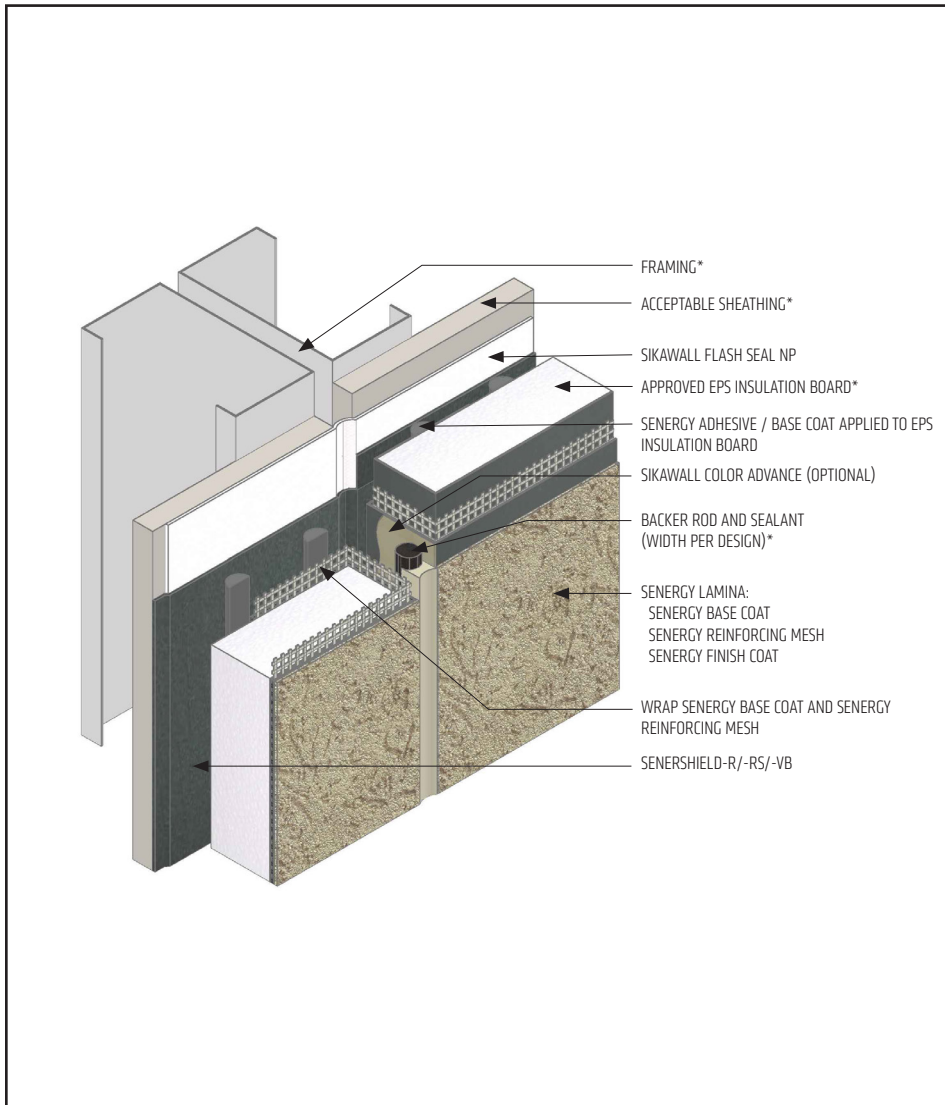 FRAMING*
ACCEPTABLE SHEATHING*
SIKAWALL FLASH SEAL NP
APPROVED EPS INSULATION BOARD*
SENERGY ADHESIVE / BASE COAT APPLIED TO EPS
INSULATION BOARD
SIKAWALL COLOR ADVANCE (OPTIONAL)
BACKER ROD AND SEALANT
(WIDTH PER DESIGN)*
SENERGY LAMINA:
SENERGY BASE COAT
SENERGY REINFORCING MESH
SENERGY FINISH COAT
WRAP SENERGY BASE COAT AND SENERGY
REINFORCING MESH
SENERSHIELD-R/-RS/-VB